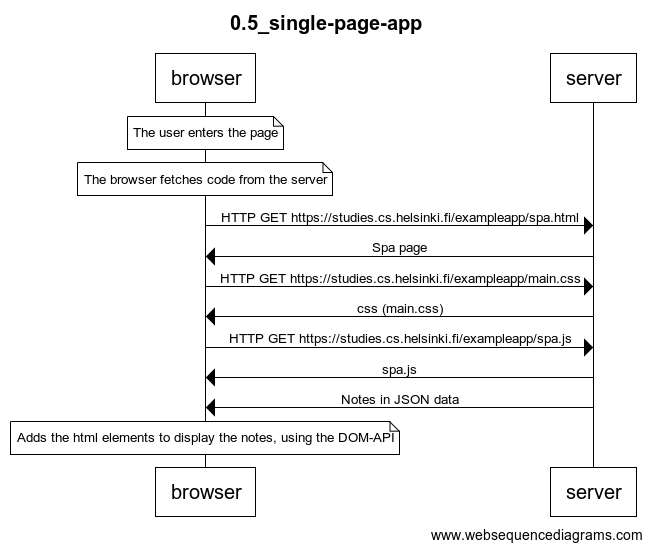 0.5_single-page-app
browser
server
The user enters the page
The browser fetches code from the server
HTTP GET https://studies.cs.helsinki.fi/exampleapp/spa.html
Spa page
HTTP GET https://studies.cs.helsinki.fi/exampleapp/main.css
css (main.css)
HTTP GET https://studies.cs.helsinki.fi/exampleapp/spa.js
spa.js
Notes in JSON data
Adds the html elements to display the notes, using the DOM-API
browser
server
www.websequencediagrams.com